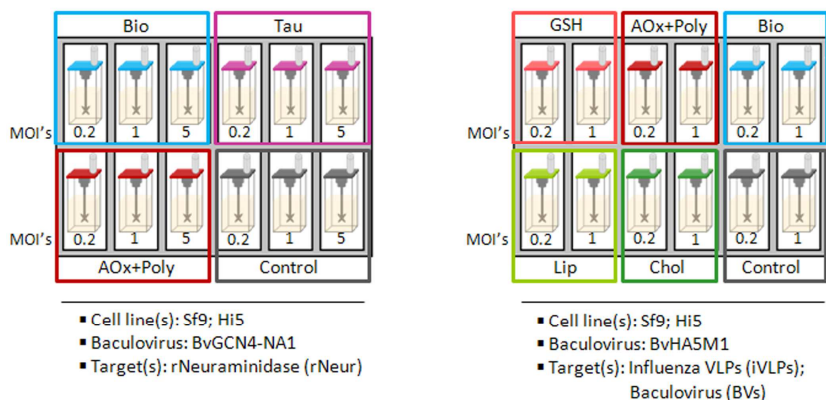 Bio Tau
MOI's 0.2 1 5 0.2 1 5
MOI's 0.2 1 5 0.2 1 5
AOx+Poly Control
▪ Cell line(s): Sf9; Hi5
▪ Baculovirus: BvGCN4-NA1
▪ Target(s): rNeuraminidase (rNeur)
GSH AOx+Poly Bio
MOI's 0.2 1 0.2 1 0.2 1
MOI's 0.2 1 0.2 1 0.2 1
Lip Chol Control
▪ Cell line(s): Sf9; Hi5
▪ Baculovirus: BvHA5M1
▪ Target(s): Influenza VLPs (iVLPs);
Baculovirus (BVs)